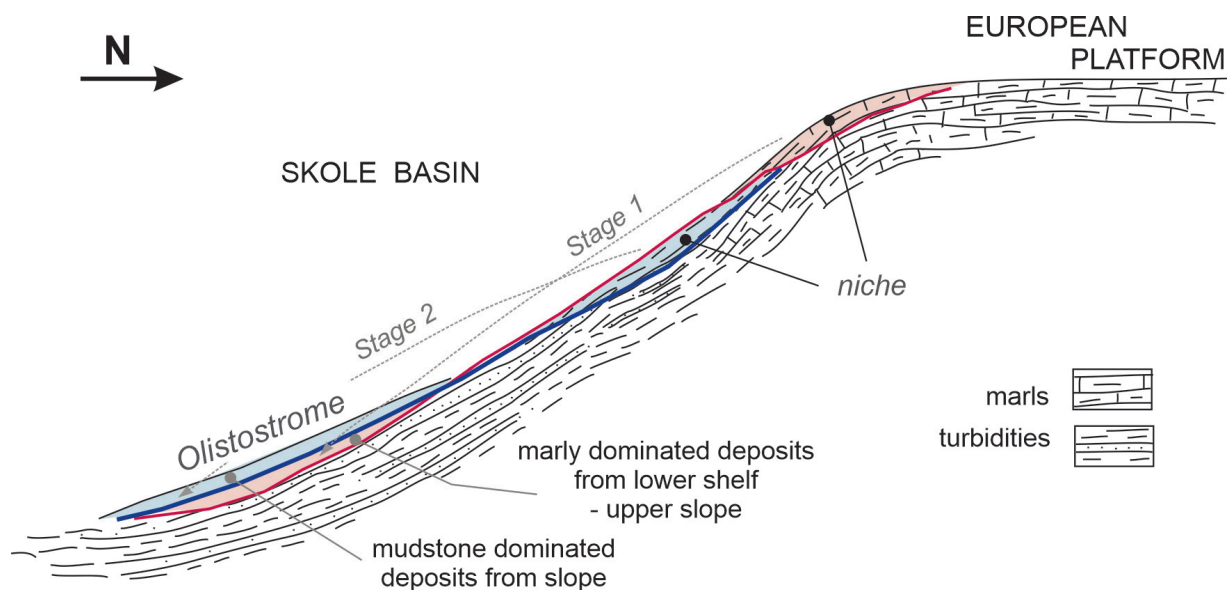 EUROPEAN
PLATFORM
N
SKOLE BASIN
Stage 1
niche
Stage 2
Olistostrome
marls
turbidities
marly dominated deposits
from lower shelf
- upper slope
mudstone dominated
deposits from slope